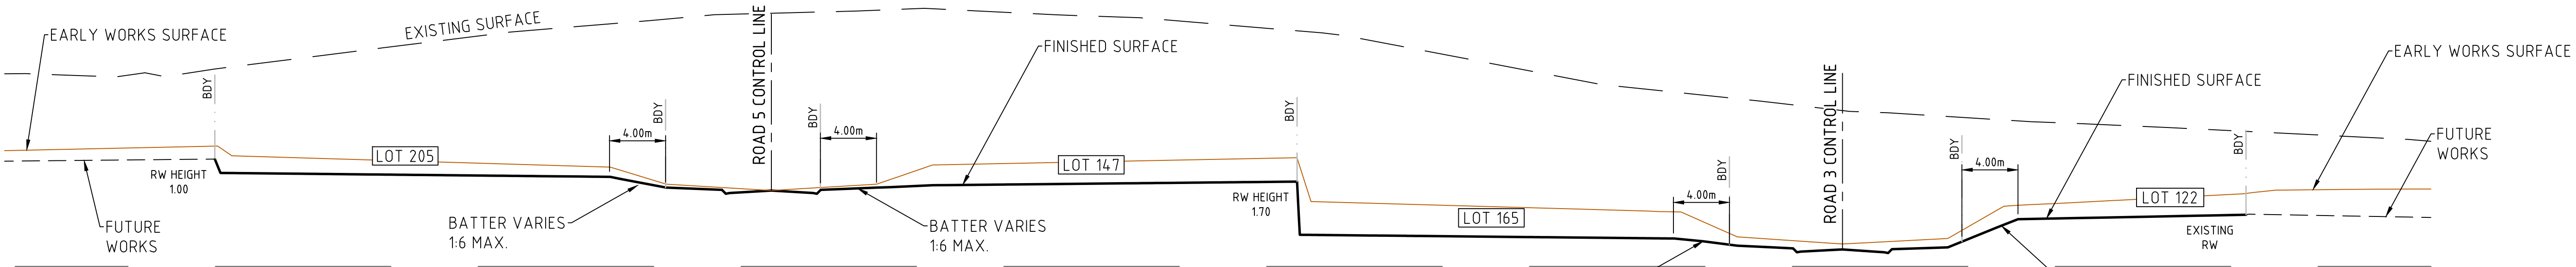 EARLY WORKS SURFACE
BDY
EXISTING SURFACE
ROAD 5 CONTROL LINE
FINISHED SURFACE
BDY
4.00m
BDY
4.00m
BDY
LOT 205
LOT 147
RW HEIGHT
1.00
FUTURE
WORKS
BATTER VARIES
1:6 MAX.
BATTER VARIES
1:6 MAX.
RW HEIGHT
1.70
LOT 165
4.00m
BDY
ROAD 3 CONTROL LINE
BDY
4.00m
FINISHED SURFACE
BDY
EARLY WORKS SURFACE
LOT 122
FUTURE
WORKS
EXISTING
RW